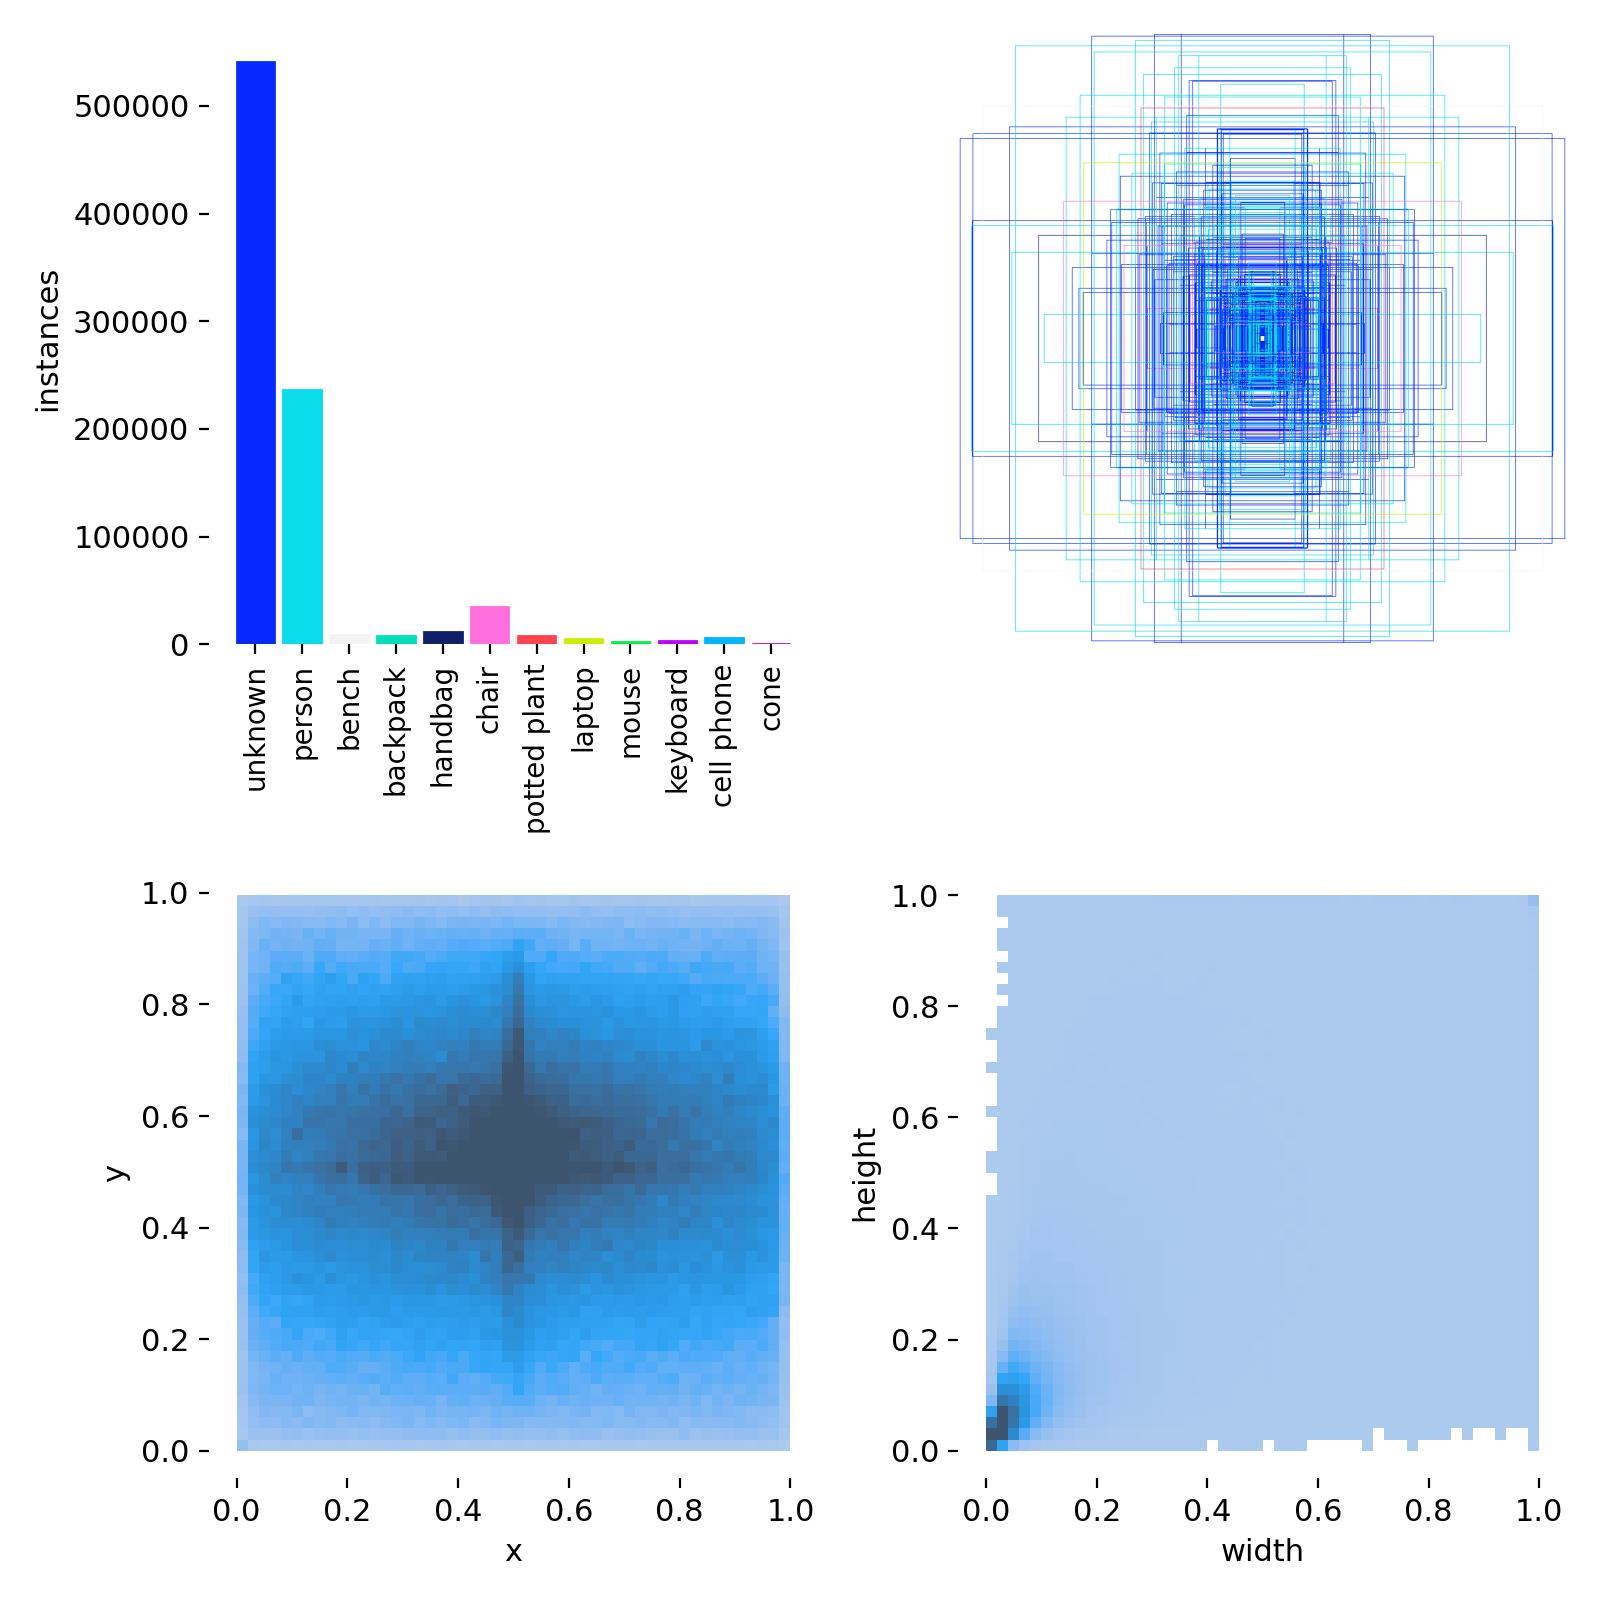 instances
500000
400000
300000
200000
100000
0
unknown
person
bench
backpack
handbag
chair
potted plant
laptop
mouse
keyboard
cell phone
cone
y
1.0
0.8
0.6
0.4
0.2
0.0
0.0 0.2 0.4 0.6 0.8 1.0
x
height
1.0
0.8
0.6
0.4
0.2
0.0
0.0 0.2 0.4 0.6 0.8 1.0
width